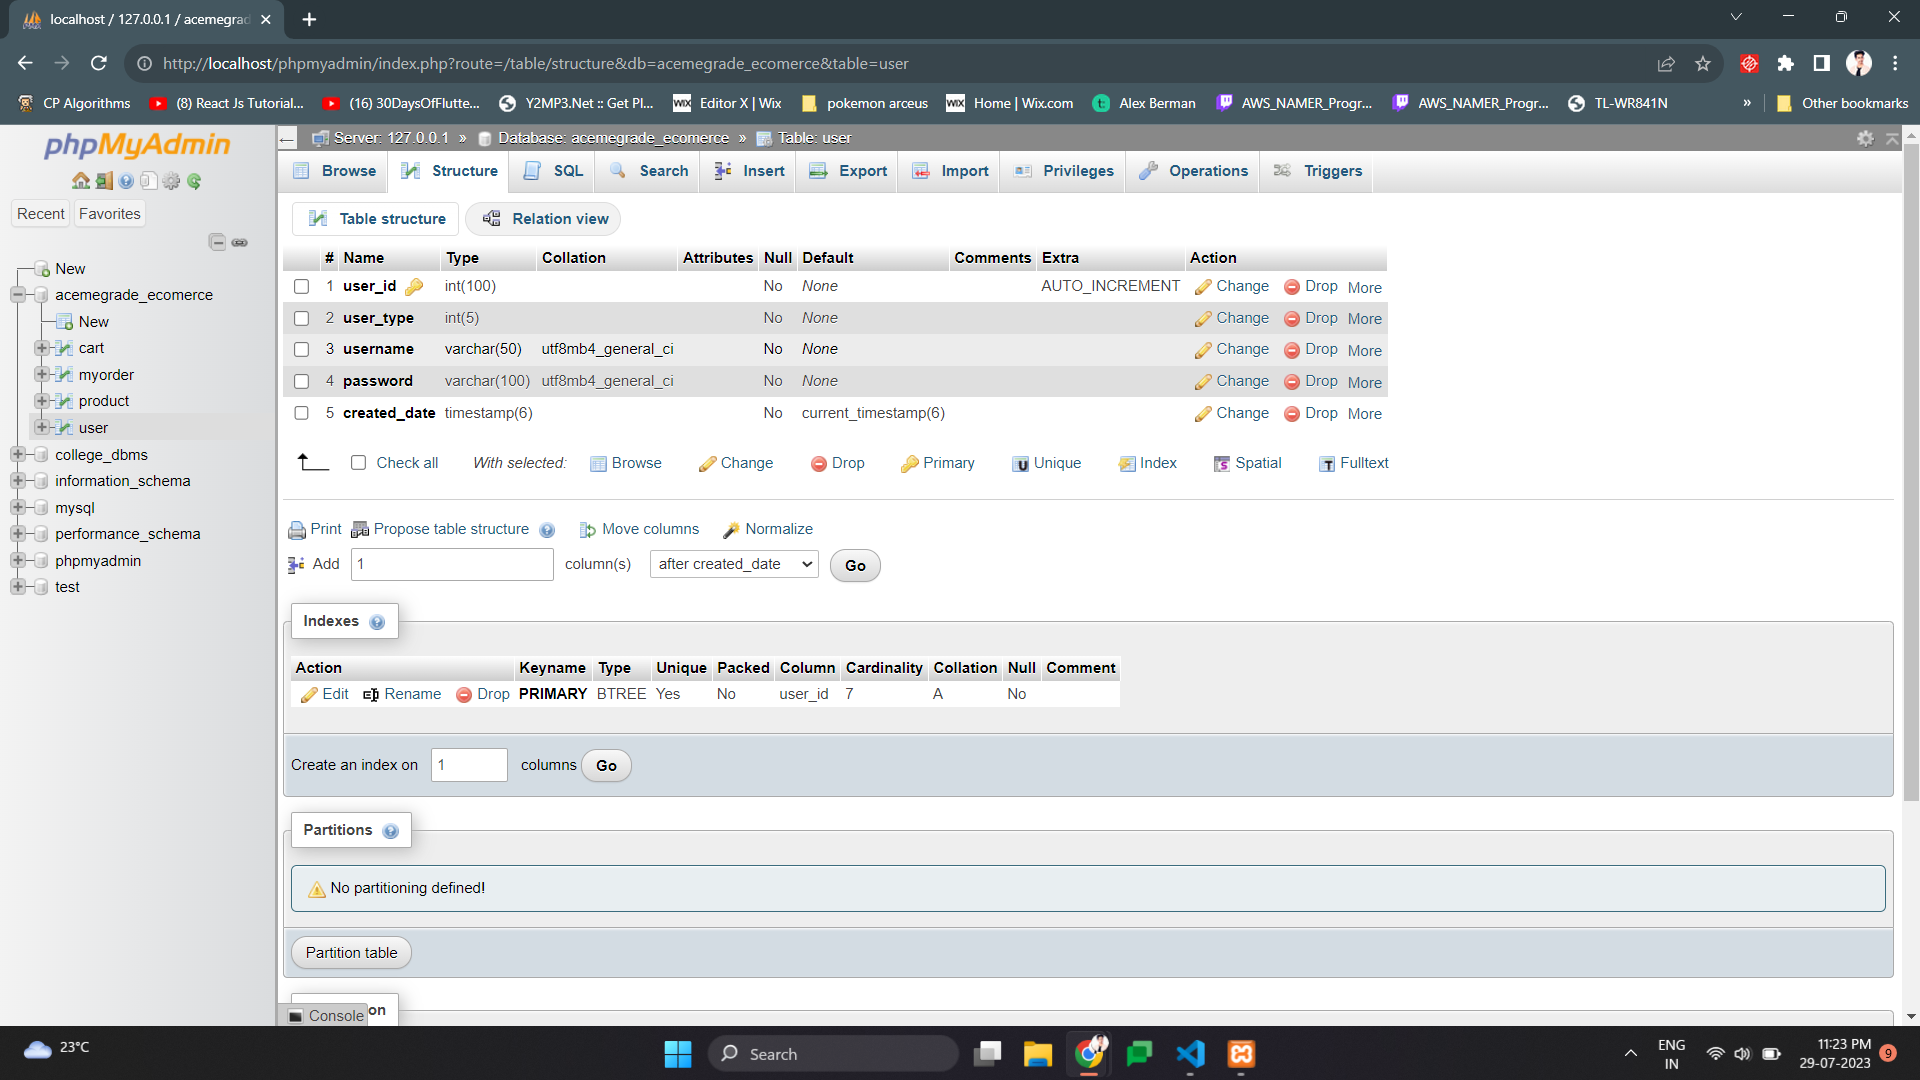 localhost / 127.0.0.1 / acemegrad
http://localhost/phpmyadmin/index.php?route=/table/structure&db=acemegrade_ecomerce&table=user
CP Algorithms (8) React Js Tutorial... (16) 30DaysOfFlutte... Y2MP3.Net :: Get Pl... WIX Editor X | Wix pokemon arceus WIX Home | Wix.com Alex Berman AWS_NAMER_Progr... AWS_NAMER_Progr... TL-WR841N » Other bookmarks
phpMyAdmin
Recent Favorites
New
acemegrade_ecomerce
New
cart
myorder
product
user
college_dbms
information_schema
mysql
performance_schema
phpmyadmin
test
Server: 127.0.0.1 » Database: acemegrade_ecomerce » Table: user
Browse Structure SQL Search Insert Export Import Privileges Operations Triggers
Table structure Relation view
# Name Type Collation Attributes Null Default Comments Extra Action
1 user_id int(100) No None AUTO_INCREMENT Change Drop More
2 user_type int(5) No None Change Drop More
3 username varchar(50) utf8mb4_general_ci No None Change Drop More
4 password varchar(100) utf8mb4_general_ci No None Change Drop More
5 created_date timestamp(6) No current_timestamp(6) Change Drop More
Check all With selected: Browse Change Drop Primary Unique Index Spatial Fulltext
Print Propose table structure Move columns Normalize
Add 1 column(s) after created_date Go
Indexes
Action Keyname Type Unique Packed Column Cardinality Collation Null Comment
Edit Rename Drop PRIMARY BTREE Yes No user_id 7 A No
Create an index on 1 columns Go
Partitions
No partitioning defined!
Partition table
Console on
23°C
Search
ENG
IN
11:23 PM
29-07-2023
9